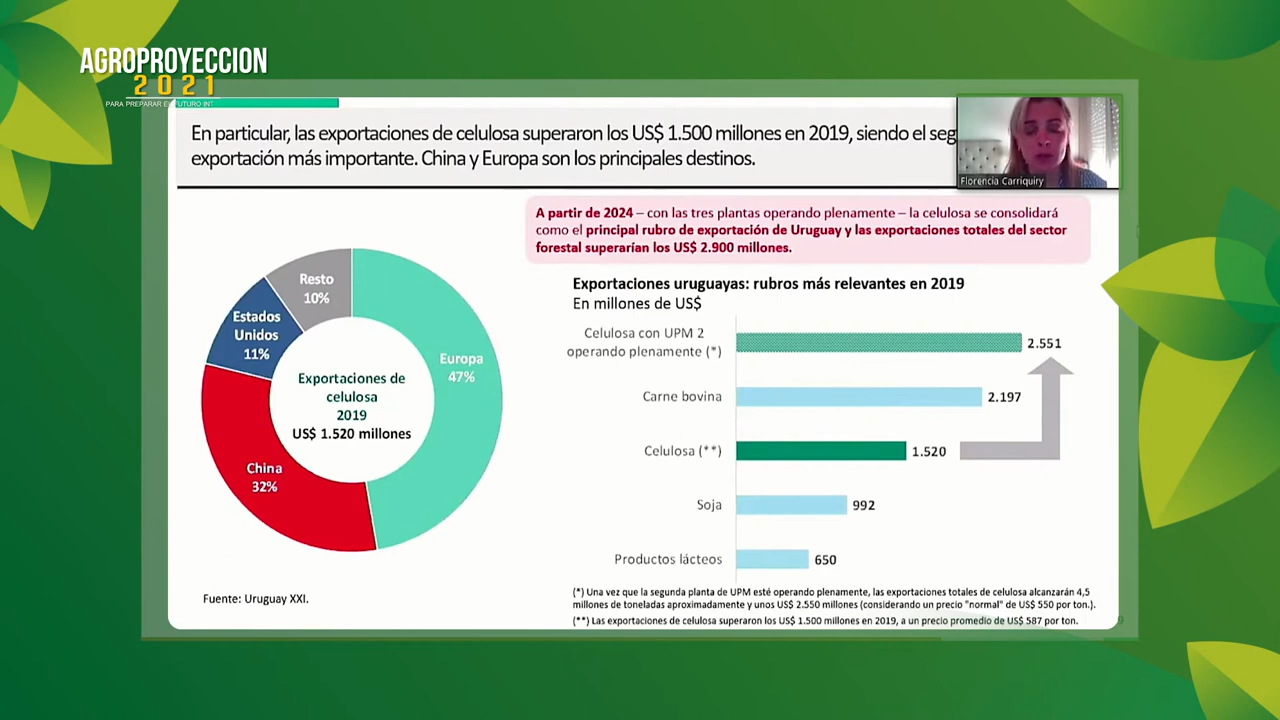 AGROPROYECCION
2021
PARA PREPARAR EL FUTURO INT
En particular, las exportaciones de celulosa superaron los US$ 1.500 millones en 2019, siendo el seg
exportación más importante. China y Europa son los principales destinos.
Florencia Carriquiry
A partir de 2024 – con las tres plantas operando plenamente – la celulosa se consolidará
como el principal rubro de exportación de Uruguay y las exportaciones totales del sector
forestal superarían los US$ 2.900 millones.
Resto
10%
Estados
Unidos
11%
Europa
47%
China
32%
Exportaciones de
celulosa
2019
US$ 1.520 millones
Fuente: Uruguay XXI.
Exportaciones uruguayas: rubros más relevantes en 2019
En millones de US$
Celulosa con UPM 2
operando plenamente (*)
2.551
Carne bovina
2.197
Celulosa (**)
1.520
Soja
992
Productos lácteos
650
(*) Una vez que la segunda planta de UPM esté operando plenamente, las exportaciones totales de celulosa alcanzarán 4,5
millones de toneladas aproximadamente y unos US$ 2.550 millones (considerando un precio "normal" de US$ 550 por ton.).
(**) Las exportaciones de celulosa superaron los US$ 1.500 millones en 2019, a un precio promedio de US$ 587 por ton.